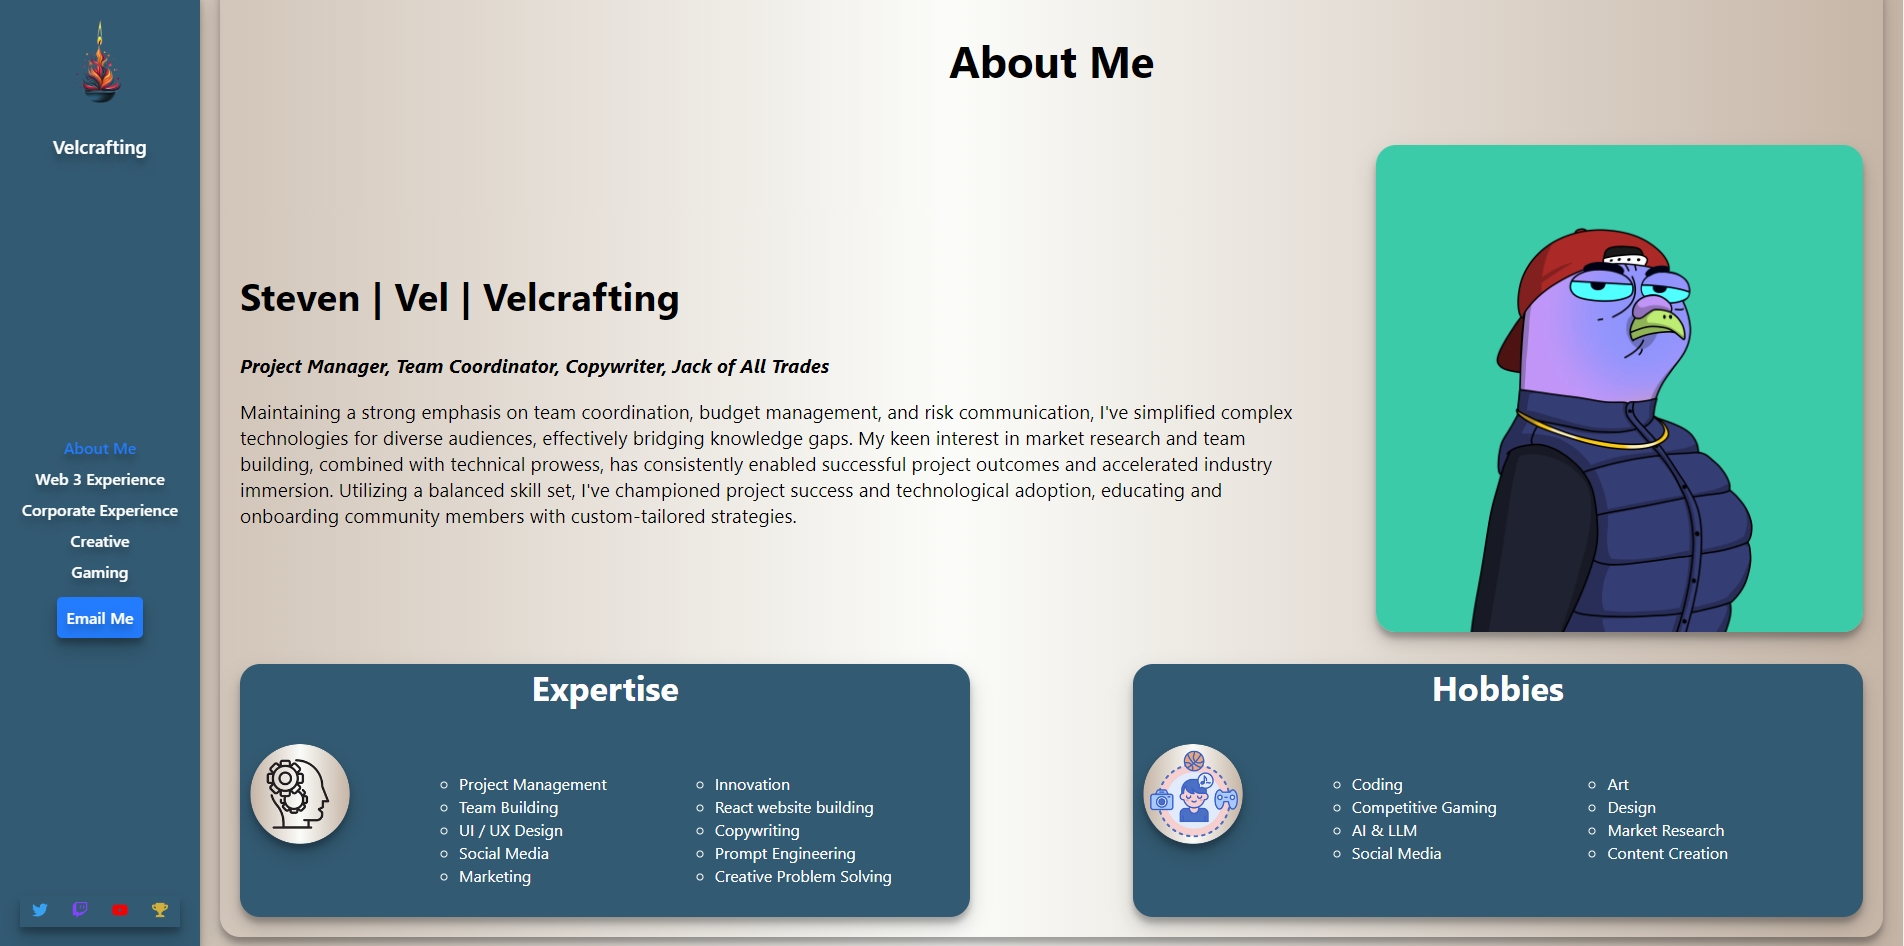 Velcrafting
About Me
Web 3 Experience
Corporate Experience
Creative
Gaming
Email Me
About Me
Steven | Vel | Velcrafting
Project Manager, Team Coordinator, Copywriter, Jack of All Trades
Maintaining a strong emphasis on team coordination, budget management, and risk communication, I've simplified complex
technologies for diverse audiences, effectively bridging knowledge gaps. My keen interest in market research and team
building, combined with technical prowess, has consistently enabled successful project outcomes and accelerated industry
immersion. Utilizing a balanced skill set, I've championed project success and technological adoption, educating and
onboarding community members with custom-tailored strategies.
Expertise
Project Management
Team Building
UI / UX Design
Social Media
Marketing
Innovation
React website building
Copywriting
Prompt Engineering
Creative Problem Solving
Hobbies
Coding
Competitive Gaming
AI & LLM
Social Media
Art
Design
Market Research
Content Creation